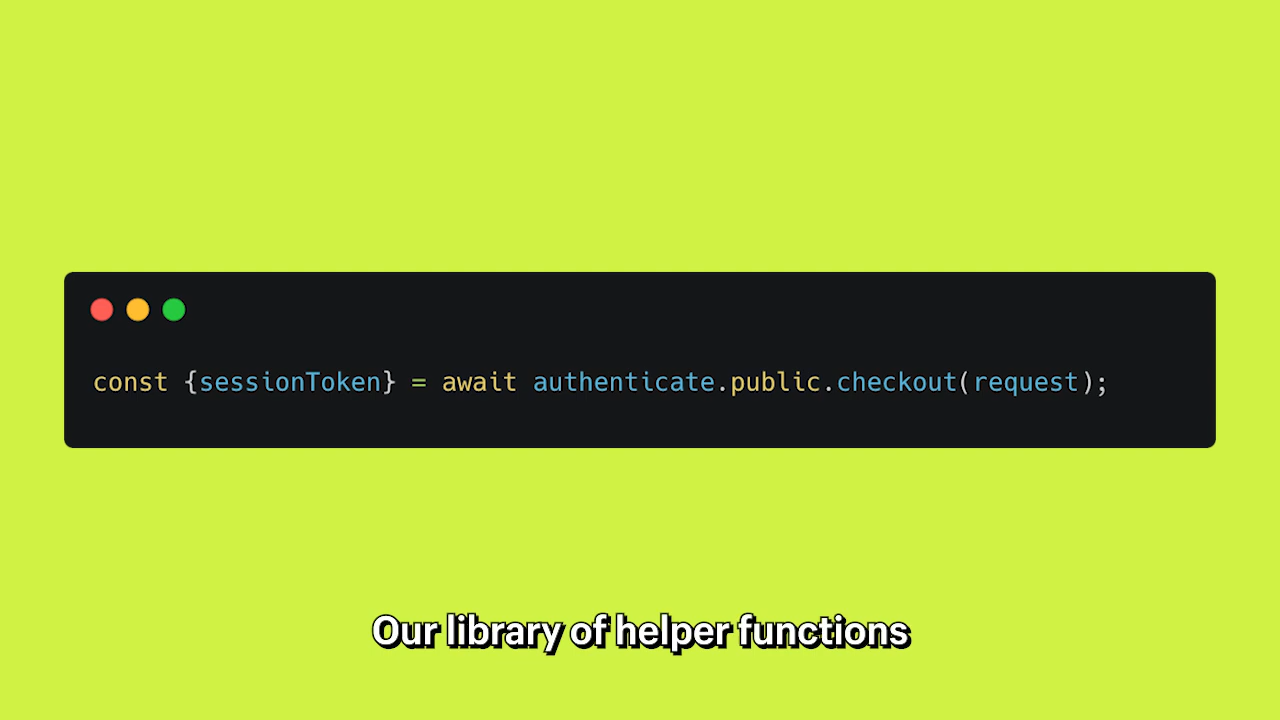 const {sessionToken} = await authenticate.public.checkout(request);
Our library of helper functions